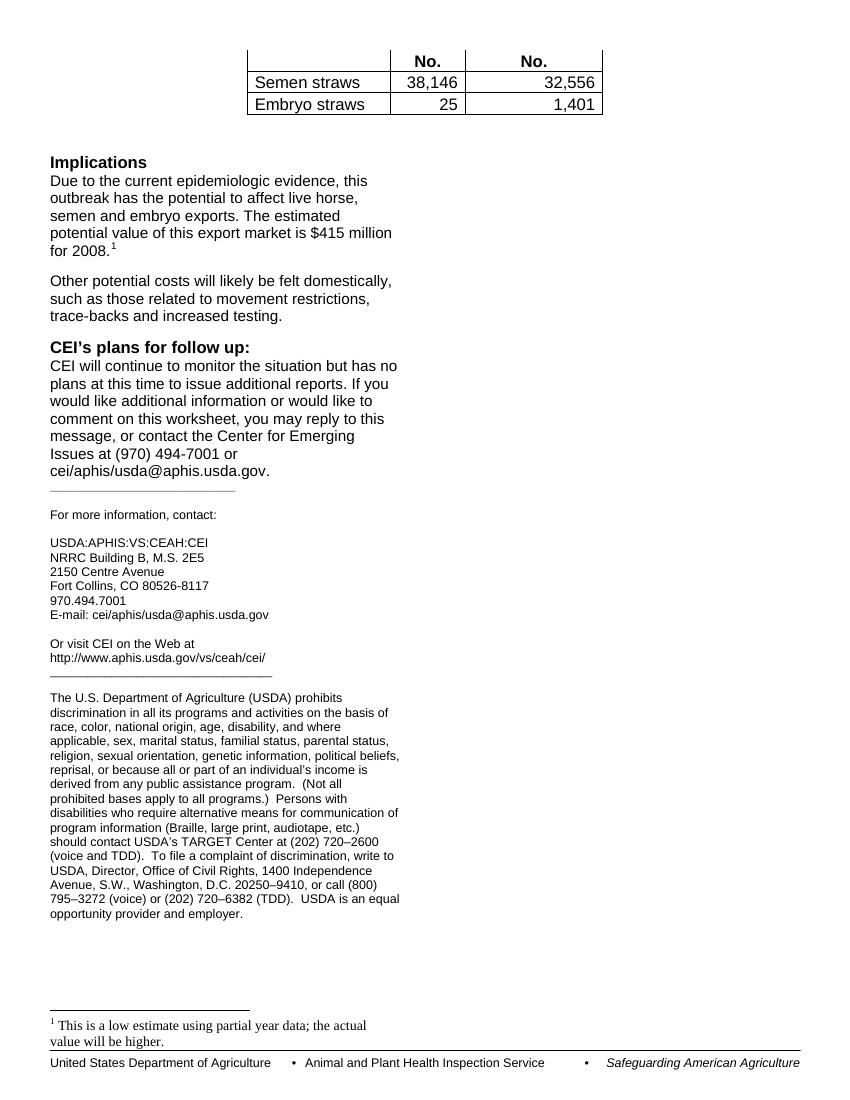 No. No.
Semen straws 38,146 32,556
Embryo straws 25 1,401
Implications
Due to the current epidemiologic evidence, this
outbreak has the potential to affect live horse,
semen and embryo exports. The estimated
potential value of this export market is $415 million
for 2008.1
Other potential costs will likely be felt domestically,
such as those related to movement restrictions,
trace-backs and increased testing.
CEI’s plans for follow up:
CEI will continue to monitor the situation but has no
plans at this time to issue additional reports. If you
would like additional information or would like to
comment on this worksheet, you may reply to this
message, or contact the Center for Emerging
Issues at (970) 494-7001 or
cei/aphis/usda@aphis.usda.gov.
For more information, contact:
USDA:APHIS:VS:CEAH:CEI
NRRC Building B, M.S. 2E5
2150 Centre Avenue
Fort Collins, CO 80526-8117
970.494.7001
E-mail: cei/aphis/usda@aphis.usda.gov
Or visit CEI on the Web at
http://www.aphis.usda.gov/vs/ceah/cei/
The U.S. Department of Agriculture (USDA) prohibits
discrimination in all its programs and activities on the basis of
race, color, national origin, age, disability, and where
applicable, sex, marital status, familial status, parental status,
religion, sexual orientation, genetic information, political beliefs,
reprisal, or because all or part of an individual’s income is
derived from any public assistance program.  (Not all
prohibited bases apply to all programs.)  Persons with
disabilities who require alternative means for communication of
program information (Braille, large print, audiotape, etc.)
should contact USDA’s TARGET Center at (202) 720–2600
(voice and TDD).  To file a complaint of discrimination, write to
USDA, Director, Office of Civil Rights, 1400 Independence
Avenue, S.W., Washington, D.C. 20250–9410, or call (800)
795–3272 (voice) or (202) 720–6382 (TDD).  USDA is an equal
opportunity provider and employer.
1 This is a low estimate using partial year data; the actual
value will be higher.
United States Department of Agriculture • Animal and Plant Health Inspection Service • Safeguarding American Agriculture